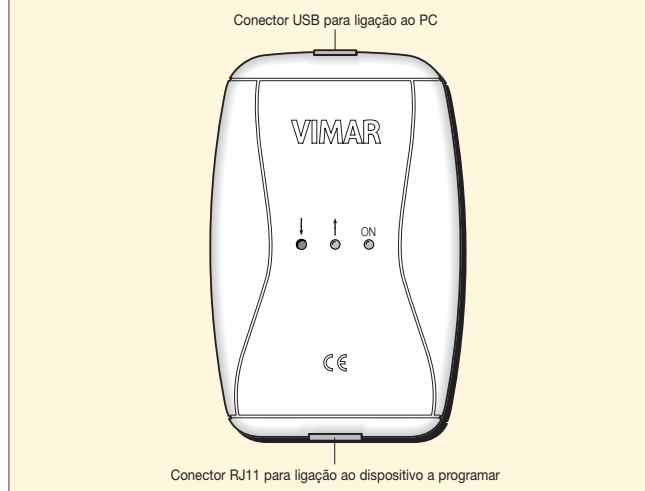 Conector USB para ligação ao PC
VIMAR
ON
CE
Conector RJ11 para ligação ao dispositivo a programar